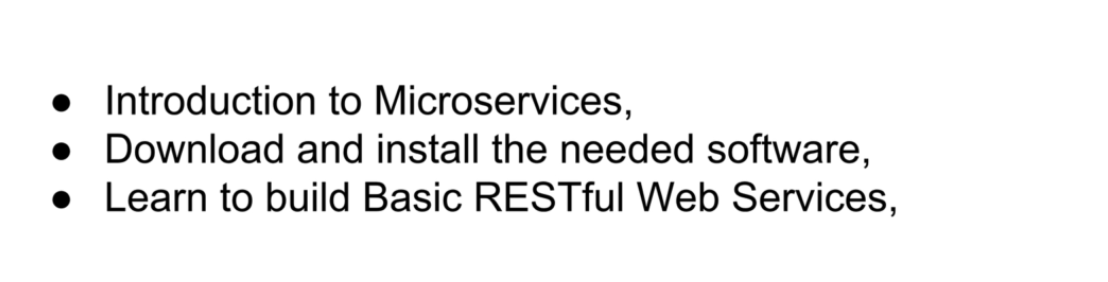 ● Introduction to Microservices,
● Download and install the needed software,
● Learn to build Basic RESTful Web Services,